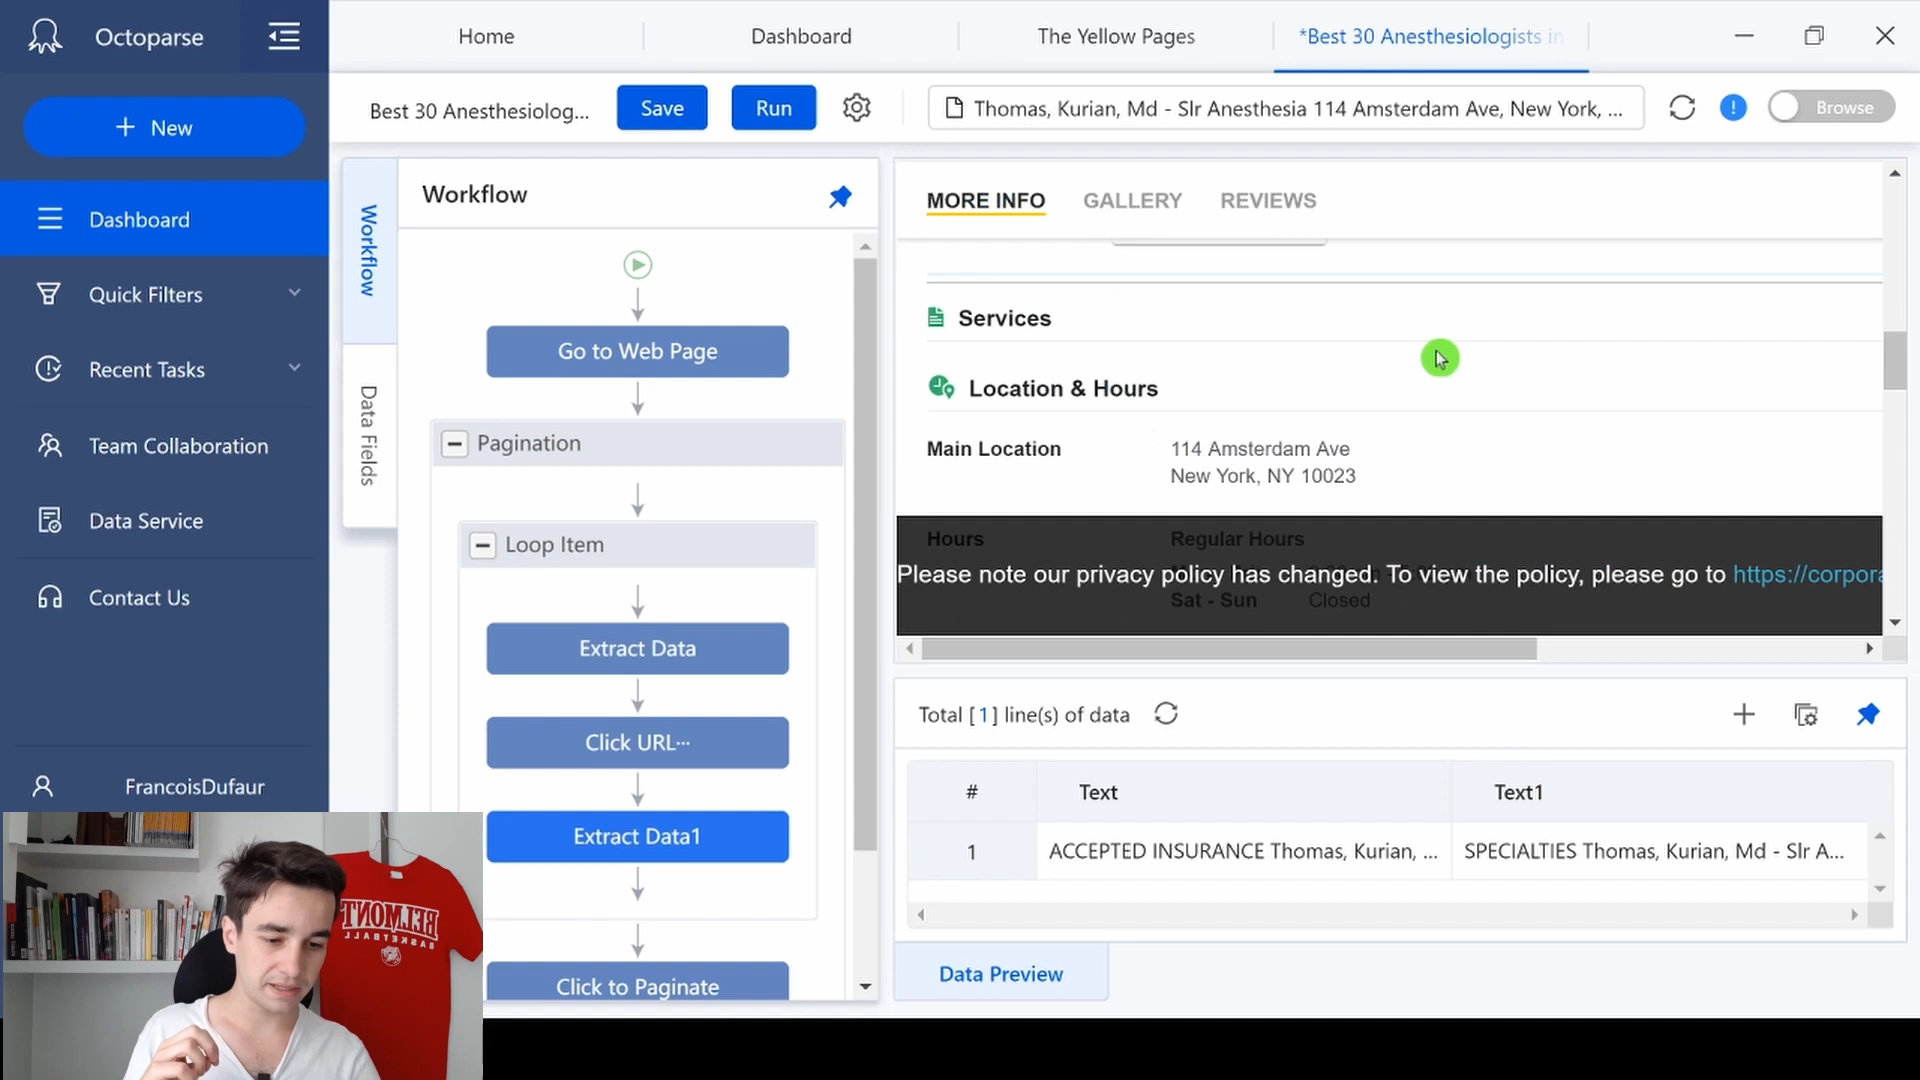 Octoparse
Home
Dashboard
The Yellow Pages
*Best 30 Anesthesiologists in
New
Best 30 Anesthesiolog...
Save
Run
Thomas, Kurian, Md - Slr Anesthesia 114 Amsterdam Ave, New York, ...
Browse
Dashboard
Quick Filters
Recent Tasks
Team Collaboration
Data Service
Contact Us
FrancoisDufaur
Workflow
Data Fields
Workflow
Go to Web Page
Pagination
Loop Item
Extract Data
Click URL...
Extract Data1
Click to Paginate
MORE INFO
GALLERY
REVIEWS
Services
Location & Hours
Main Location
114 Amsterdam Ave
New York, NY 10023
Hours
Regular Hours
Please note our privacy policy has changed. To view the policy, please go to https://corpora
Sat - Sun Closed
Total [1] line(s) of data
# Text Text1
1 ACCEPTED INSURANCE Thomas, Kurian, ... SPECIALTIES Thomas, Kurian, Md - Slr A...
Data Preview
BELMONT
BASKETBALL